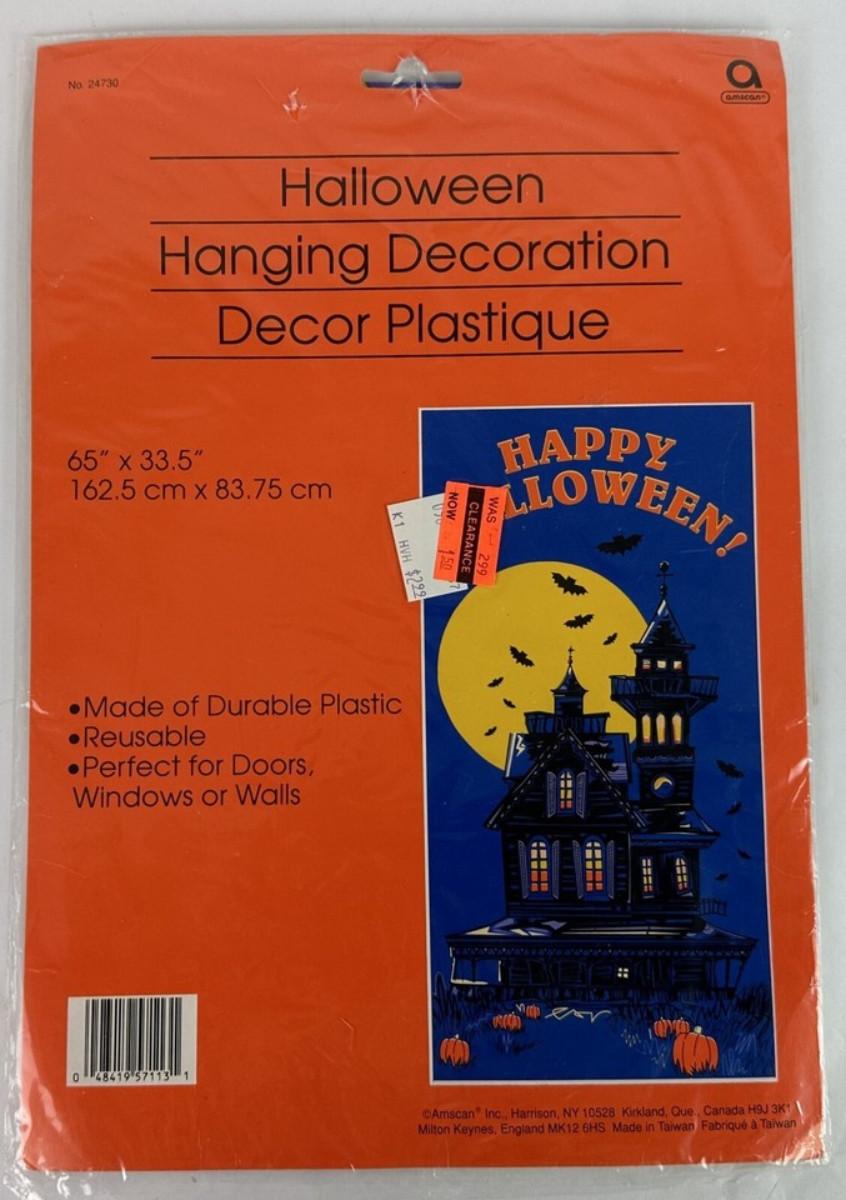 No. 24730
a
amscan®
Halloween
Hanging Decoration
Decor Plastique
65" x 33.5"
162.5 cm x 83.75 cm
HAPPY
LLOWEEN!
WAS 299
CLEARANCE
NOW 1.50
K1 HVH $2.99
•Made of Durable Plastic
•Reusable
•Perfect for Doors,
Windows or Walls
0 48419 57113 1
©Amscan® Inc., Harrison, NY 10528 Kirkland, Que., Canada H9J 3K1
Milton Keynes, England MK12 6HS Made in Taiwan Fabriqué à Taïwan